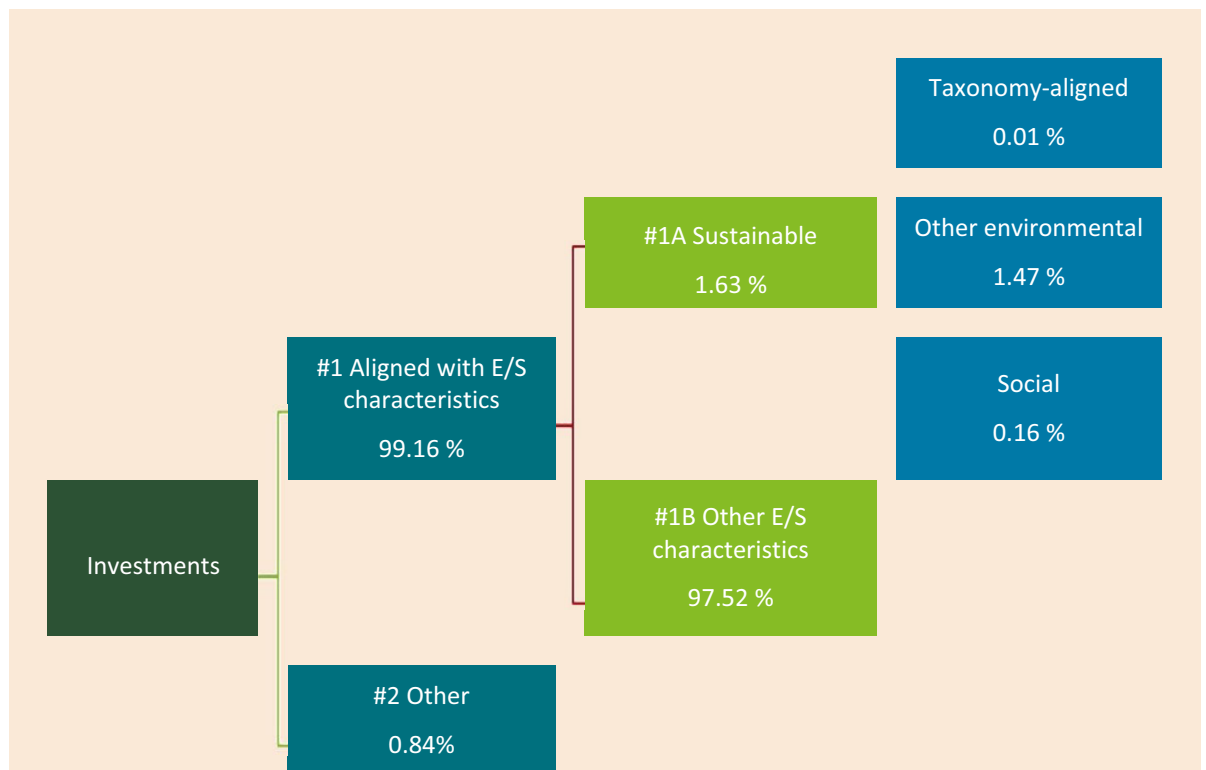 Taxonomy-aligned
0.01 %
#1A Sustainable
1.63 %
Other environmental
1.47 %
#1 Aligned with E/S
characteristics
99.16 %
Social
0.16 %
Investments
#1B Other E/S
characteristics
97.52 %
#2 Other
0.84%